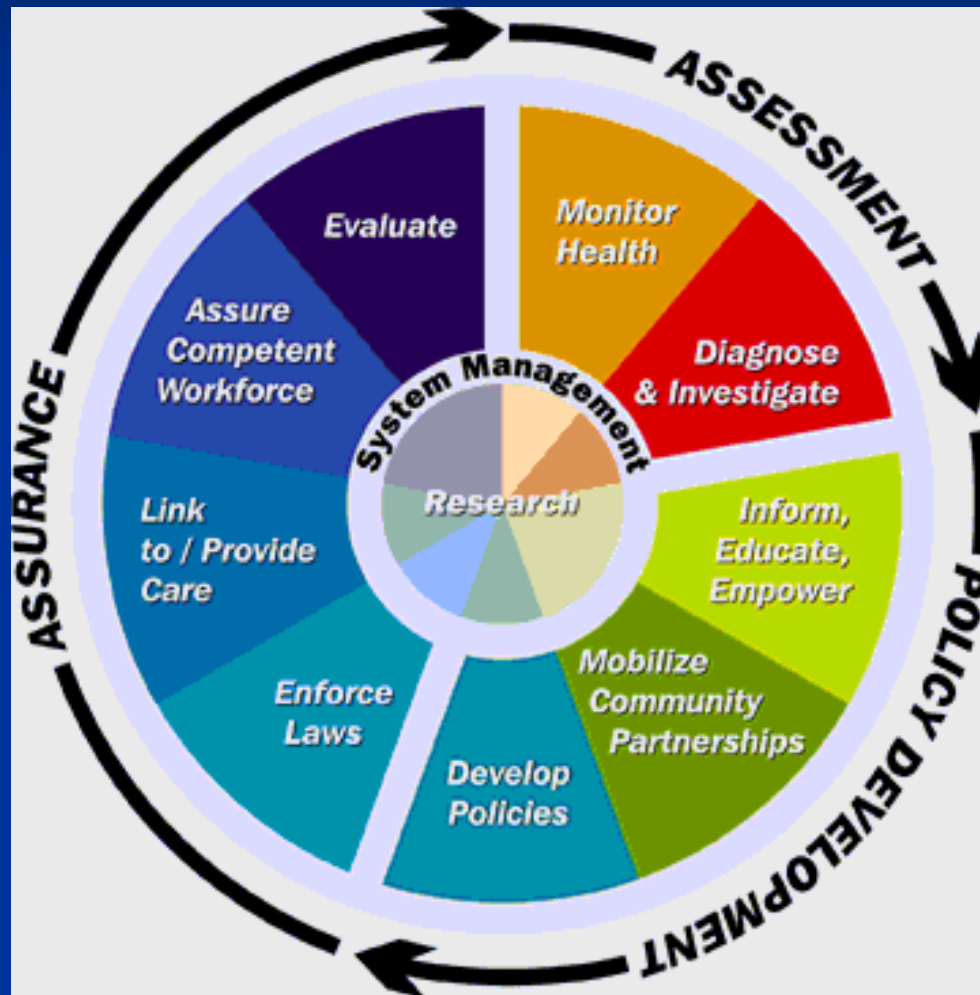 ASSESSMENT
POLICY DEVELOPMENT
ASSURANCE
Monitor
Health
Diagnose
& Investigate
Inform,
Educate,
Empower
Mobilize
Community
Partnerships
Develop
Policies
Enforce
Laws
Link
to / Provide
Care
Assure
Competent
Workforce
Evaluate
System Management
Research